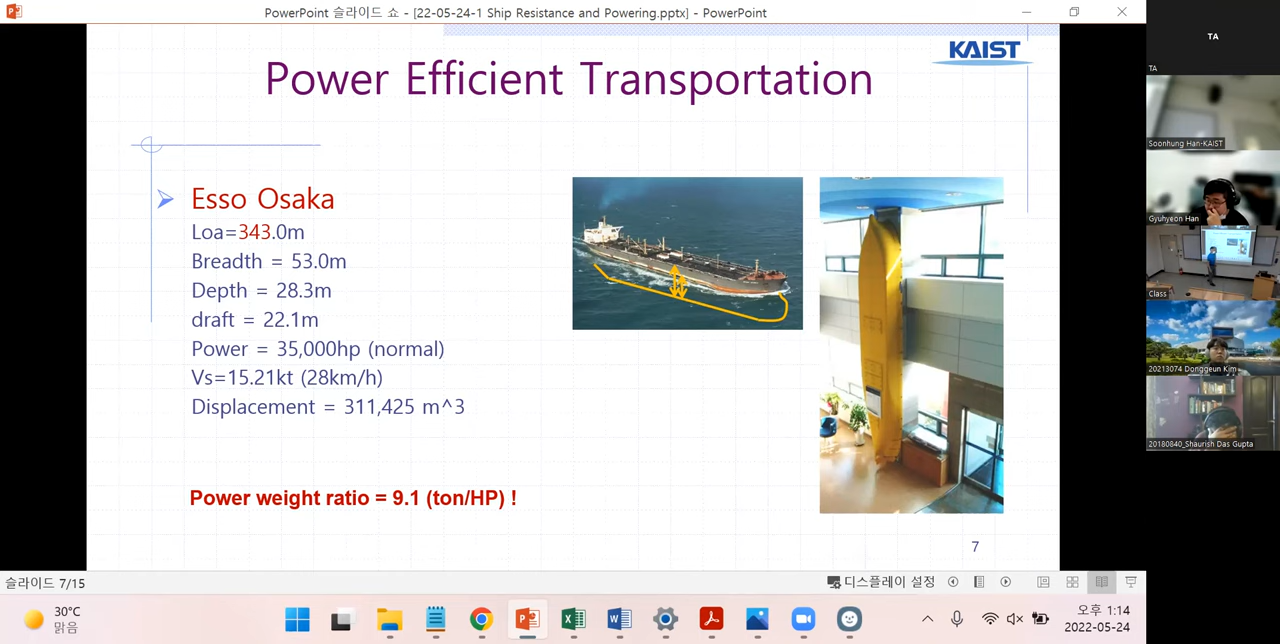 PowerPoint 슬라이드 쇼 - [22-05-24-1 Ship Resistance and Powering.pptx] - PowerPoint
KAIST
Power Efficient Transportation
Esso Osaka
Loa=343.0m
Breadth = 53.0m
Depth = 28.3m
draft = 22.1m
Power = 35,000hp (normal)
Vs=15.21kt (28km/h)
Displacement = 311,425 m^3
Power weight ratio = 9.1 (ton/HP) !
7
TA
TA
Soonhung Han-KAIST
Gyuhyeon Han
Class
20213074 Donggeun Kim
20180840_Shaurish Das Gupta
슬라이드 7/15
디스플레이 설정
30°C
맑음
오후 1:14
2022-05-24